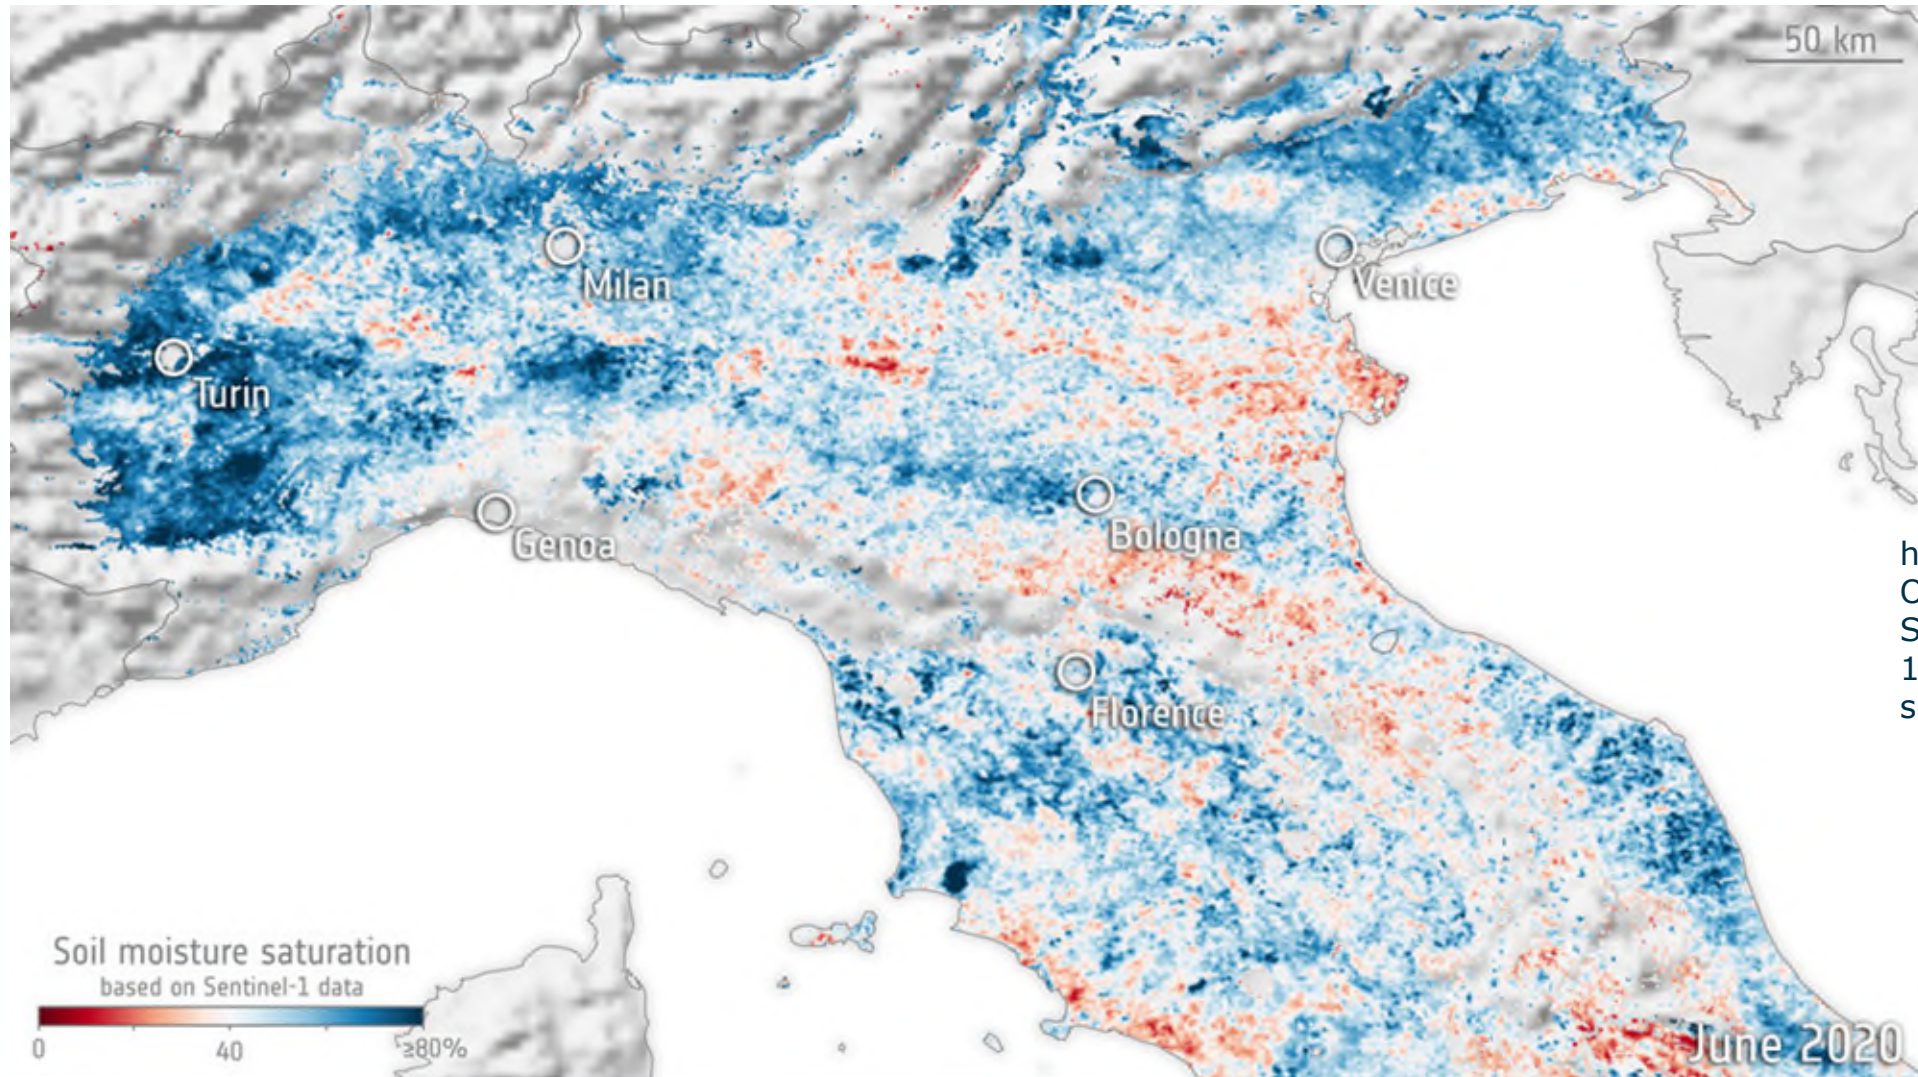 50 km
Milan
Venice
Turin
Genoa
Bologna
Florence
Soil moisture saturation
based on Sentinel-1 data
0
40
≥80%
June 2020